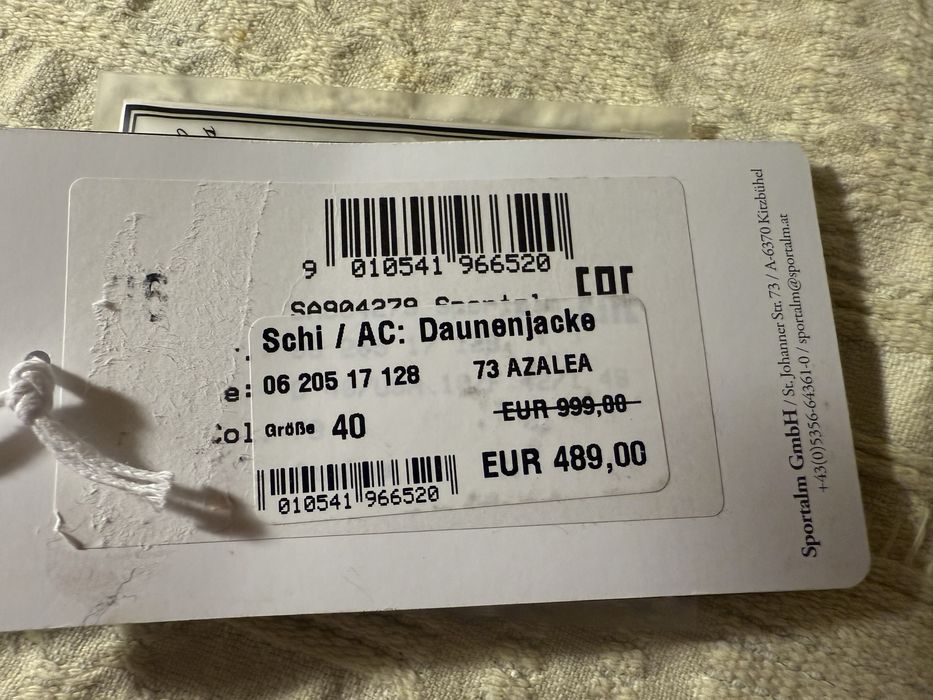 9 010541 966520
SA904279 Sportalm
Schi / AC: Daunenjacke
06 205 17 128 73 AZALEA
EUR 999,00
Größe 40
EUR 489,00
010541 966520
Sportalm GmbH / St. Johanner Str. 73 / A-6370 Kitzbühel
+43(0)5356-64361-0 / sportalm@sportalm.at